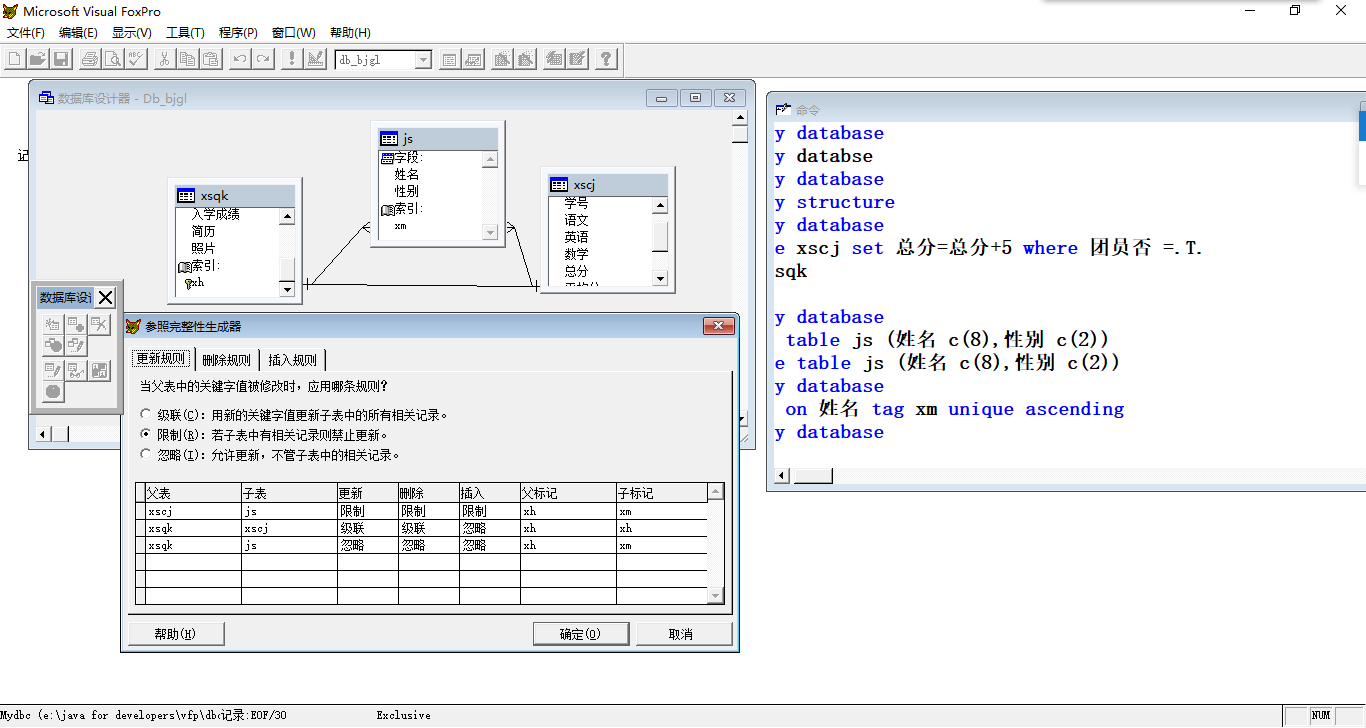 Microsoft Visual FoxPro
文件(F) 编辑(E) 显示(V) 工具(T) 程序(P) 窗口(W) 帮助(H)
db_bjgl
数据库设计器 - Db_bjgl
js
字段:
姓名
性别
索引:
xm
xsqk
入学成绩
简历
照片
索引:
xh
xscj
学号
语文
英语
数学
总分
记
数据库设计
命令
y database
y databse
y database
y structure
y database
e xscj set 总分=总分+5 where 团员否 =.T.
sqk
y database
table js (姓名 c(8),性别 c(2))
e table js (姓名 c(8),性别 c(2))
y database
on 姓名 tag xm unique ascending
y database
参照完整性生成器
更新规则 删除规则 插入规则
当父表中的关键字值被修改时，应用哪条规则?
级联(C): 用新的关键字值更新子表中的所有相关记录。
限制(R): 若子表中有相关记录则禁止更新。
忽略(I): 允许更新，不管子表中的相关记录。
父表 子表 更新 删除 插入 父标记 子标记
xscj js 限制 限制 限制 xh xm
xsqk xscj 级联 级联 忽略 xh xh
xsqk js 忽略 忽略 忽略 xh xm
帮助(H) 确定(O) 取消
Mydbc (e:\java for developers\vfp\dbc记录:EOF/30 Exclusive NUM